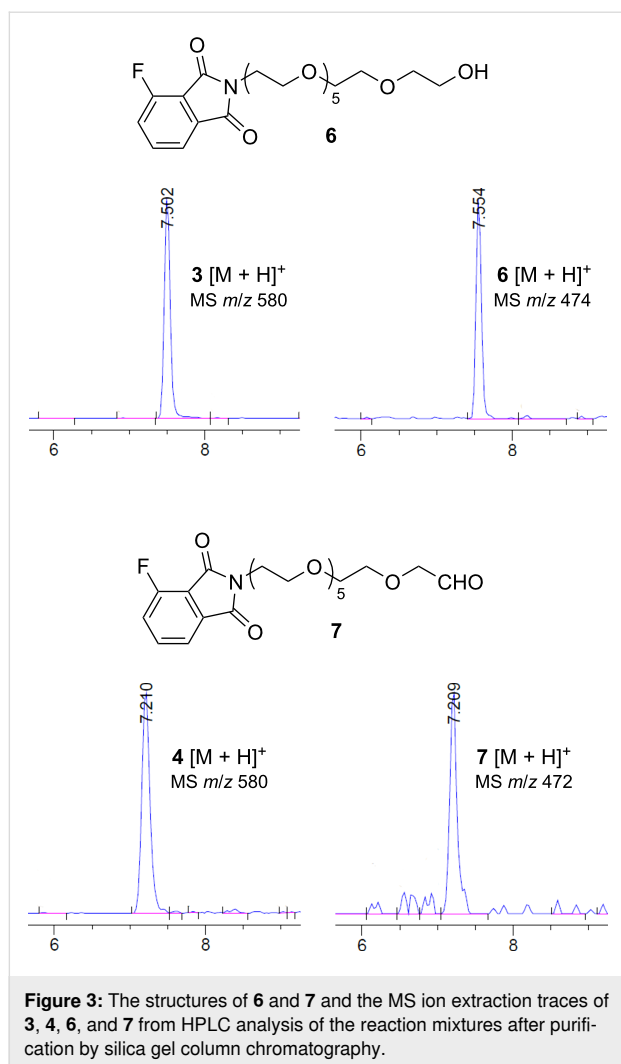 O
F
N
O
O
OH
5
O
6
7.502
7.554
3 [M + H]+
MS m/z 580
6 [M + H]+
MS m/z 474
6 8
6 8
O
F
N
O
O
CHO
5
O
7
7.210
7.209
4 [M + H]+
MS m/z 580
7 [M + H]+
MS m/z 472
6 8
6 8
Figure 3: The structures of 6 and 7 and the MS ion extraction traces of
3, 4, 6, and 7 from HPLC analysis of the reaction mixtures after purifi-
cation by silica gel column chromatography.